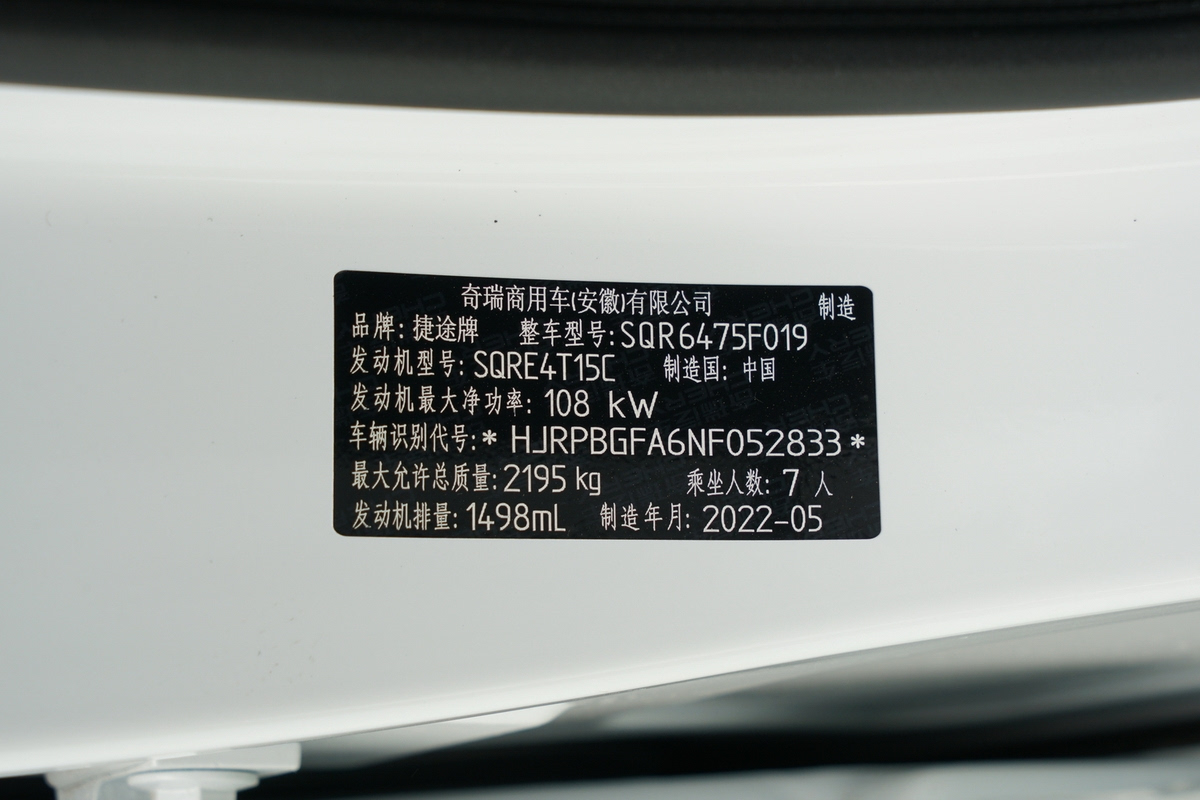 奇瑞商用车(安徽)有限公司 制造
品牌: 捷途牌 整车型号:SQR6475F019
发动机型号: SQRE4T15C 制造国: 中国
发动机最大净功率: 108 kW
车辆识别代号:* HJRPBGFA6NF052833 *
最大允许总质量: 2195 kg 乘坐人数: 7 人
发动机排量: 1498mL 制造年月: 2022-05